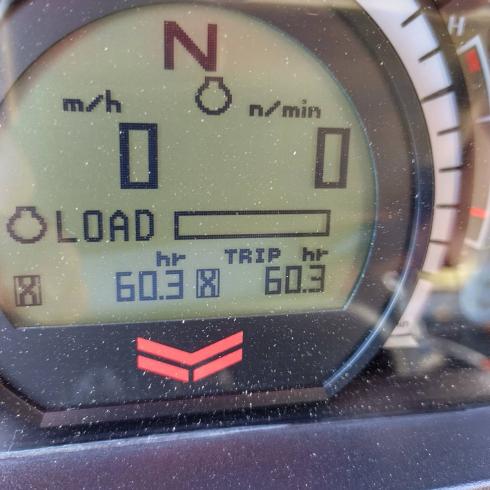 N
H
m/h n/min
0 0
LOAD
hr TRIP hr
60.3 60.3